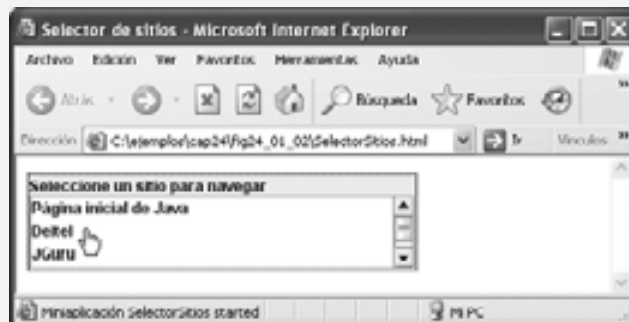 Selector de sitios - Microsoft Internet Explorer
Archivo Edición Ver Favoritos Herramientas Ayuda
Atrás Búsqueda Favoritos
Dirección C:\ejemplos\cap24\fig24_01_02\SelectorSitios.html Ir Vínculos
Seleccione un sitio para navegar
Página inicial de Java
Deitel
JGuru
Miniaplicación SelectorSitios started Mi PC